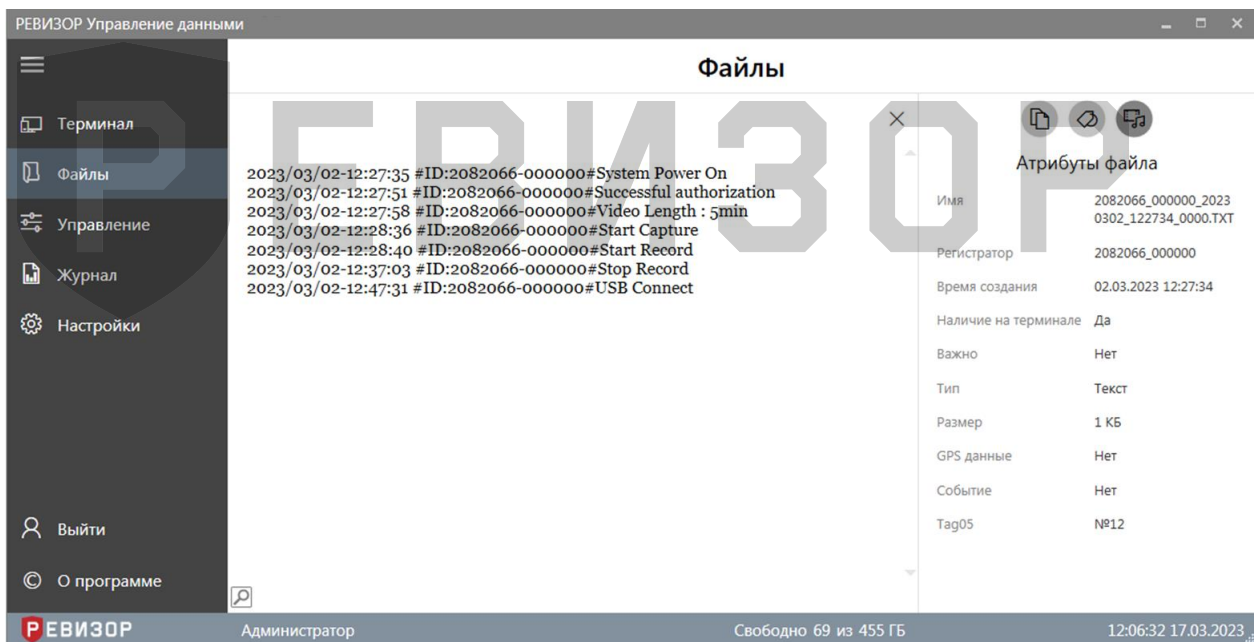 РЕВИЗОР Управление данными
Файлы
РЕВИЗОР
Терминал
Файлы
Управление
Журнал
Настройки
Выйти
© О программе
2023/03/02-12:27:35 #ID:2082066-000000#System Power On
2023/03/02-12:27:51 #ID:2082066-000000#Successful authorization
2023/03/02-12:27:58 #ID:2082066-000000#Video Length : 5min
2023/03/02-12:28:36 #ID:2082066-000000#Start Capture
2023/03/02-12:28:40 #ID:2082066-000000#Start Record
2023/03/02-12:37:03 #ID:2082066-000000#Stop Record
2023/03/02-12:47:31 #ID:2082066-000000#USB Connect
Атрибуты файла
Имя 2082066_000000_2023
0302_122734_0000.TXT
Регистратор 2082066_000000
Время создания 02.03.2023 12:27:34
Наличие на терминале Да
Важно Нет
Тип Текст
Размер 1 КБ
GPS данные Нет
Событие Нет
Tag05 №12
РЕВИЗОР Администратор Свободно 69 из 455 ГБ 12:06:32 17.03.2023